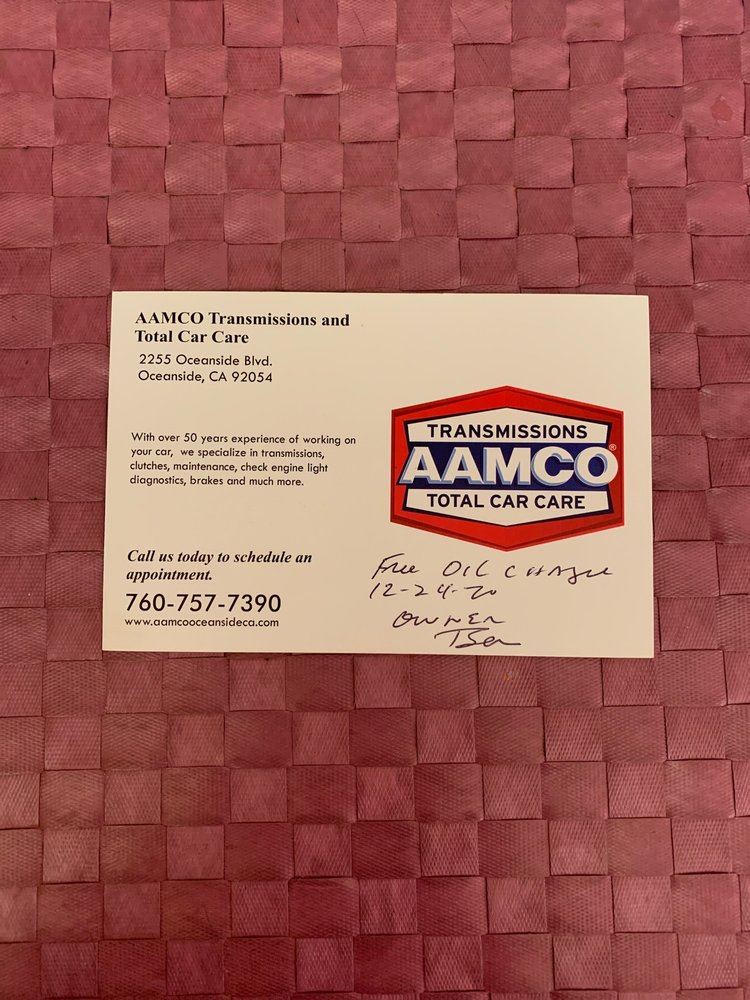 AAMCO Transmissions and
Total Car Care
2255 Oceanside Blvd.
Oceanside, CA 92054
With over 50 years experience of working on
your car, we specialize in transmissions,
clutches, maintenance, check engine light
diagnostics, brakes and much more.
Call us today to schedule an
appointment.
760-757-7390
www.aamcooceansideca.com
TRANSMISSIONS
AAMCO®
TOTAL CAR CARE
Free OIL CHANGE
12-24-20
OWNER